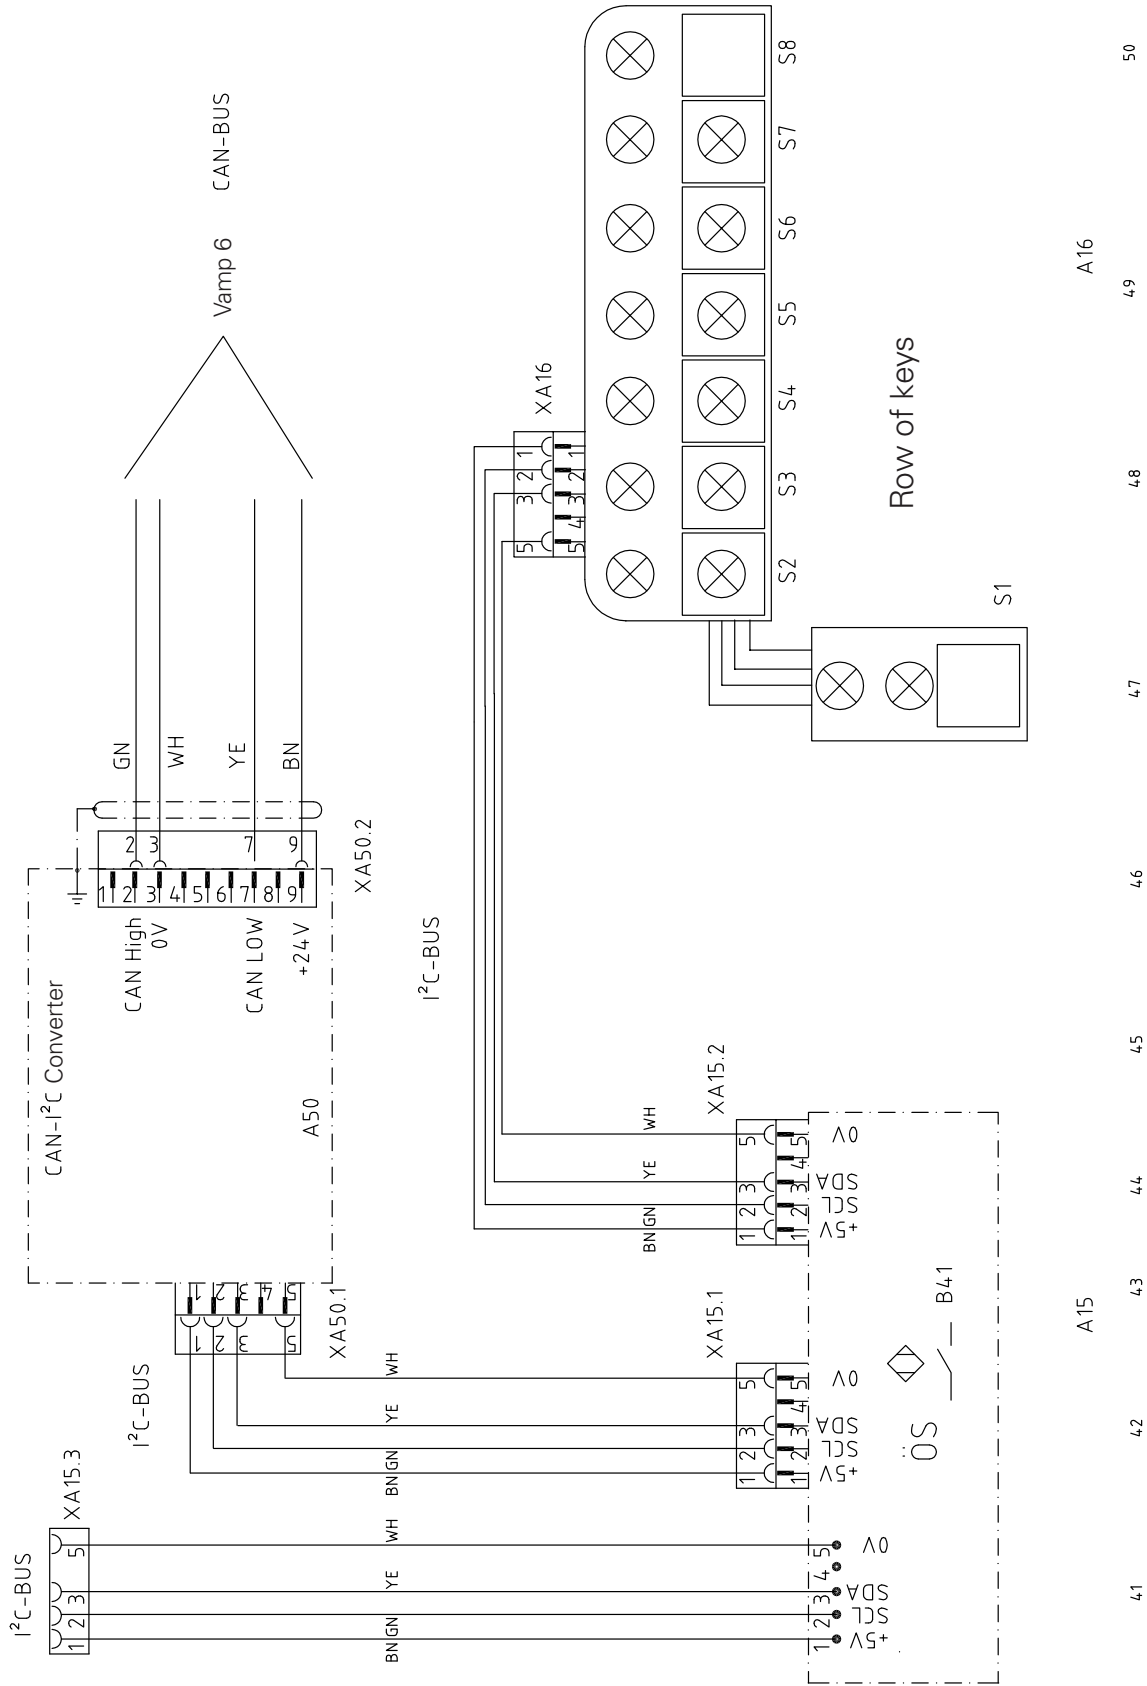 I²C-BUS
XA15.3
1 2 3 5
BN GN YE WH
1 2 3 4 5
+5V SCL SDA 0V
I²C-BUS
XA50.1
1 2 3 4 5
1 2 3 5
BN GN YE WH
XA15.1
1 2 3 5
1 2 3 4 5
+5V SCL SDA 0V
ÖS
B41
A15
CAN-I²C Converter
A50
CAN High
0V
CAN LOW
+24V
1 2 3 4 5 6 7 8 9
2 3 7 9
XA50.2
GN
WH
YE
BN
Vamp 6
CAN-BUS
I²C-BUS
BN GN YE WH
XA15.2
1 2 3 5
1 2 3 4 5
+5V SCL SDA 0V
XA16
5 3 2 1
5 4 3 2 1
S1
S2 S3 S4 S5 S6 S7 S8
Row of keys
A16
41 42 43 44 45 46 47 48 49 50